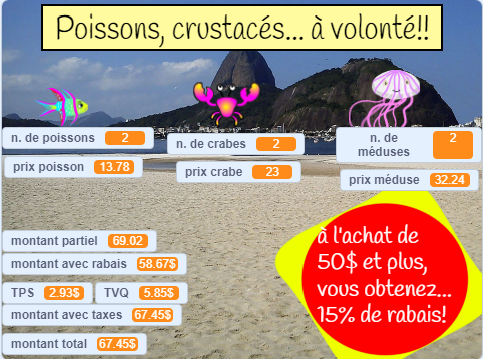 Poissons, crustacés... à volonté!!
n. de poissons 2
n. de crabes 2
n. de
méduses 2
prix poisson 13.78
prix crabe 23
prix méduse 32.24
montant partiel 69.02
montant avec rabais 58.67$
TPS 2.93$ TVQ 5.85$
montant avec taxes 67.45$
montant total 67.45$
à l'achat de
50$ et plus,
vous obtenez...
15% de rabais!